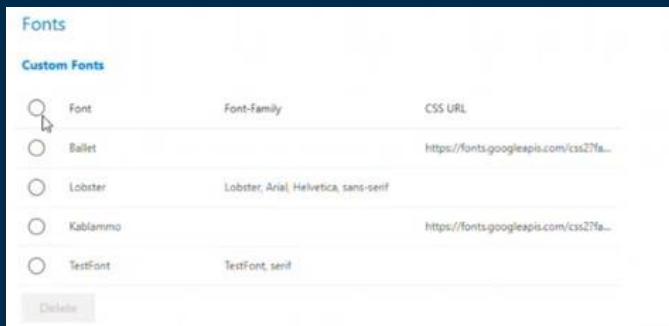 Fonts
Custom Fonts
Font Font-Family CSS URL
Ballet https://fonts.googleapis.com/css2?fa...
Lobster Lobster, Arial, Helvetica, sans-serif
Kablammo https://fonts.googleapis.com/css2?fa...
TestFont TestFont, serif
Delete